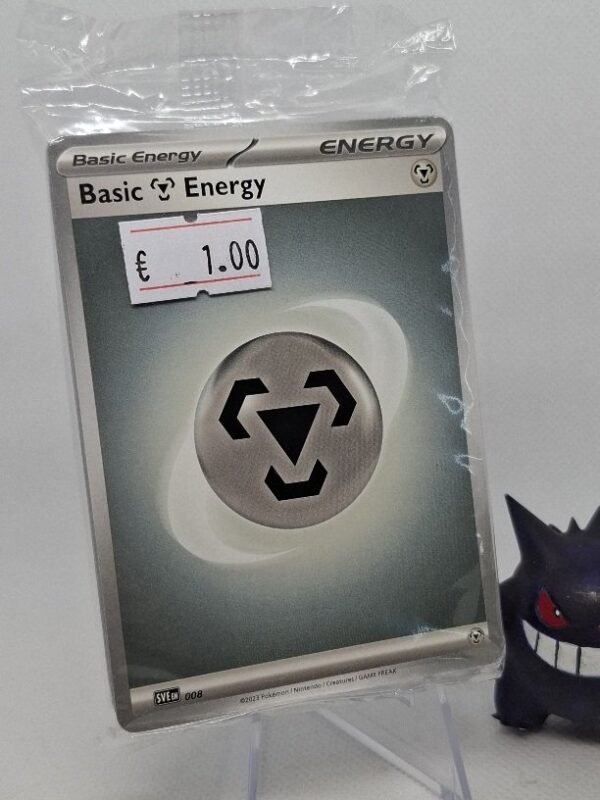 Basic Energy
ENERGY
Basic Energy
€ 1.00
SVE EN 008
©2023 Pokémon / Nintendo / Creatures / GAME FREAK